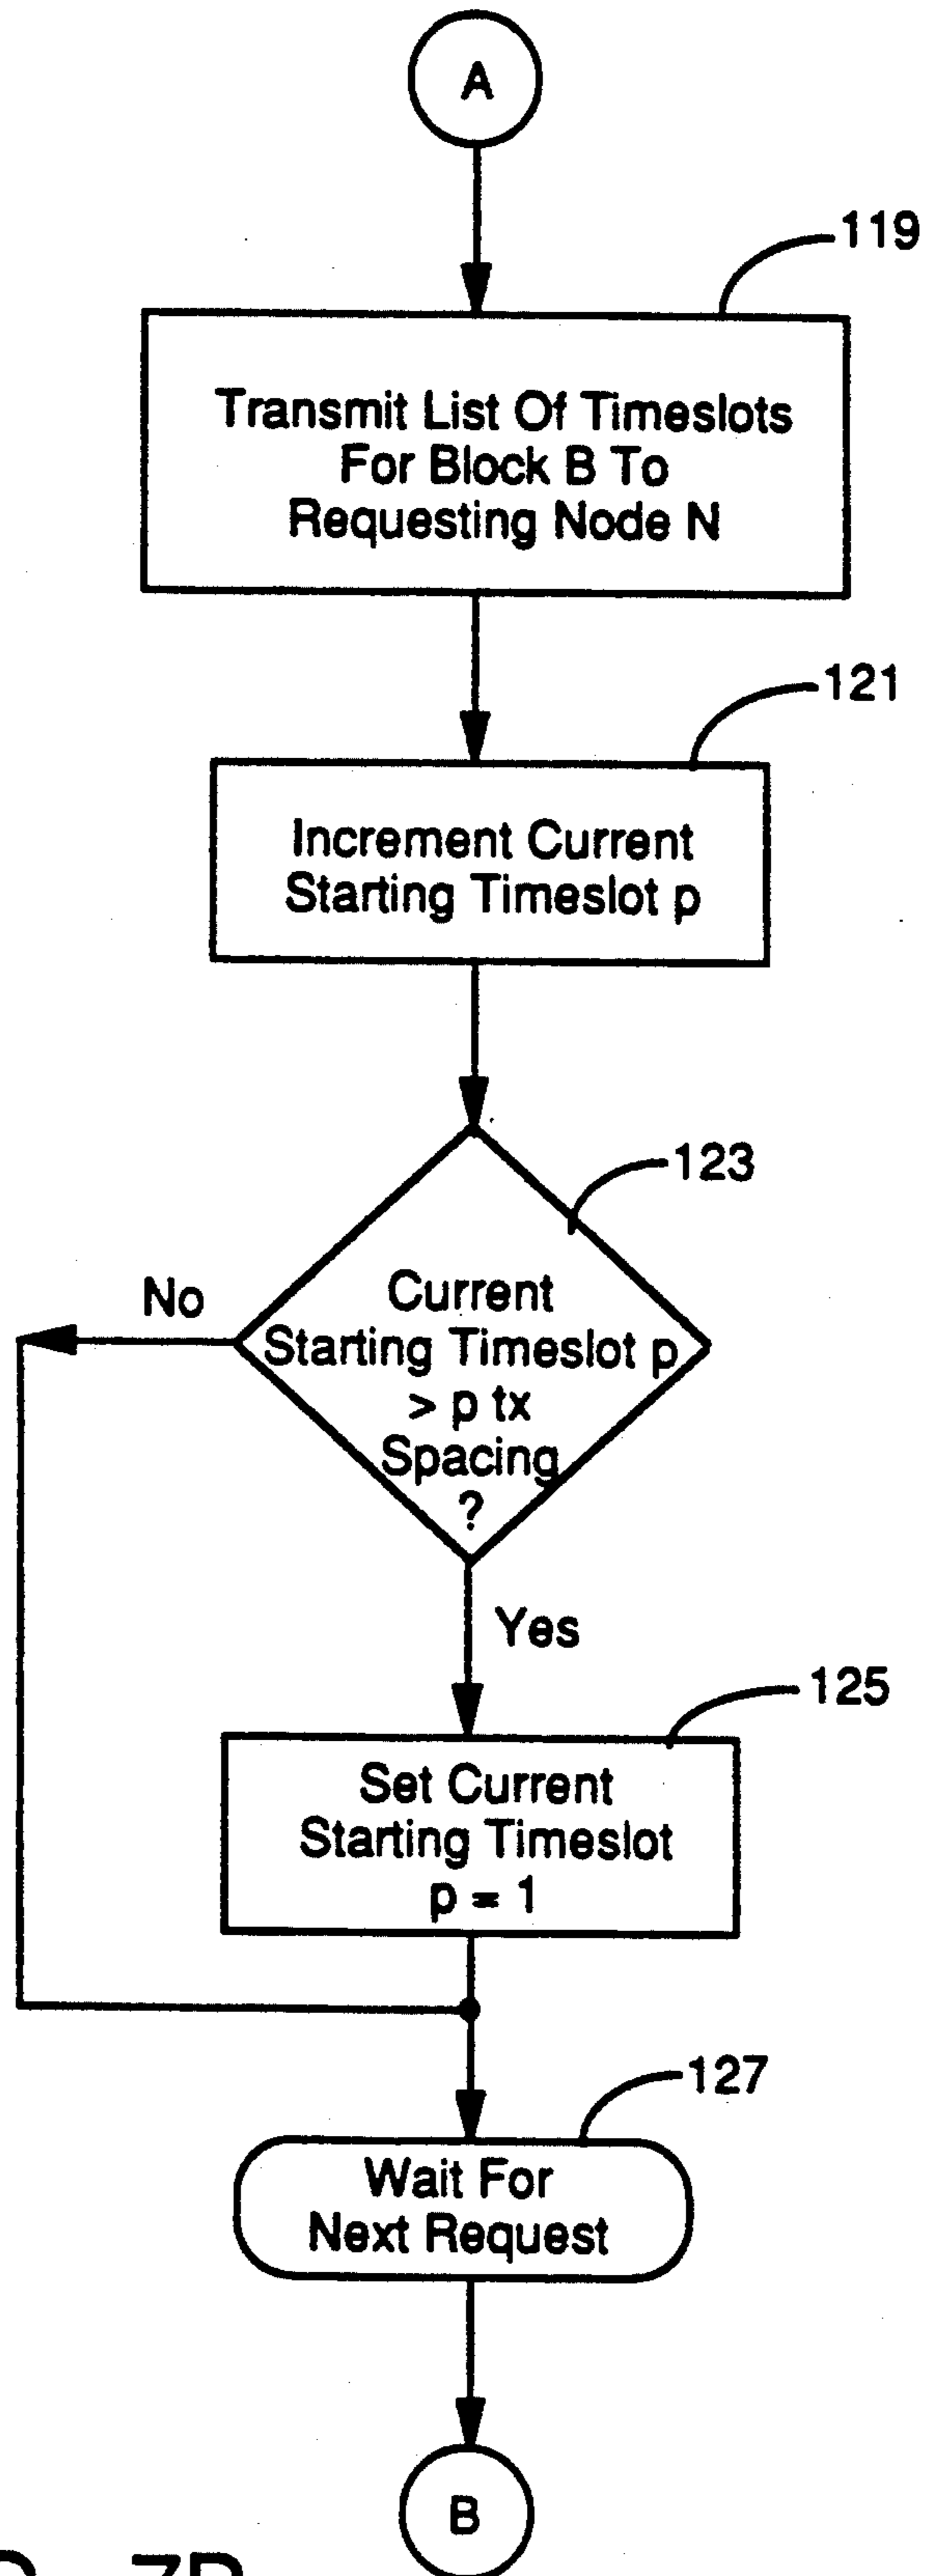 A
119
Transmit List Of Timeslots
For Block B To
Requesting Node N
121
Increment Current
Starting Timeslot p
123
Current
Starting Timeslot p
> p tx
Spacing
?
No
Yes
125
Set Current
Starting Timeslot
p = 1
127
Wait For
Next Request
B